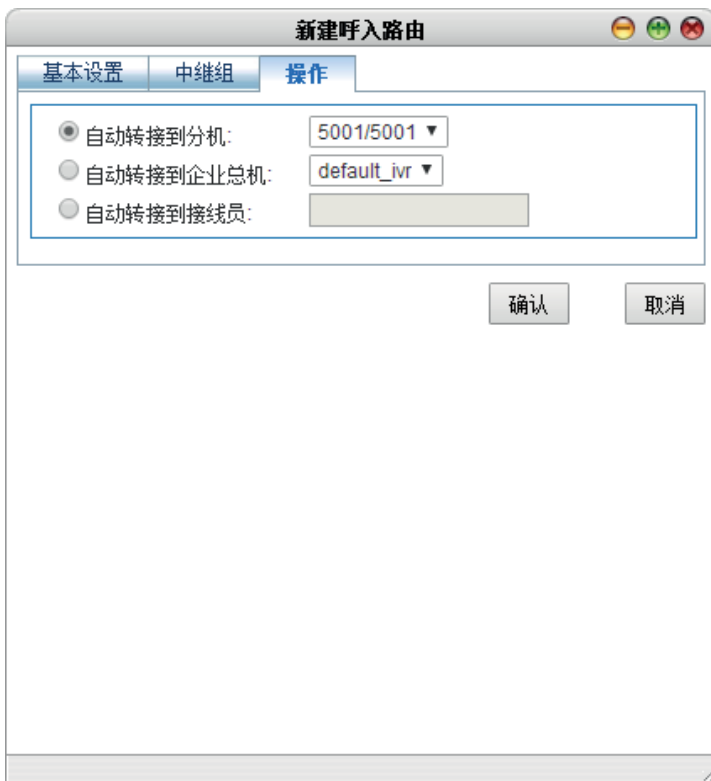 新建呼入路由
基本设置 中继组 操作
自动转接到分机: 5001/5001
自动转接到企业总机: default_ivr
自动转接到接线员:
确认 取消